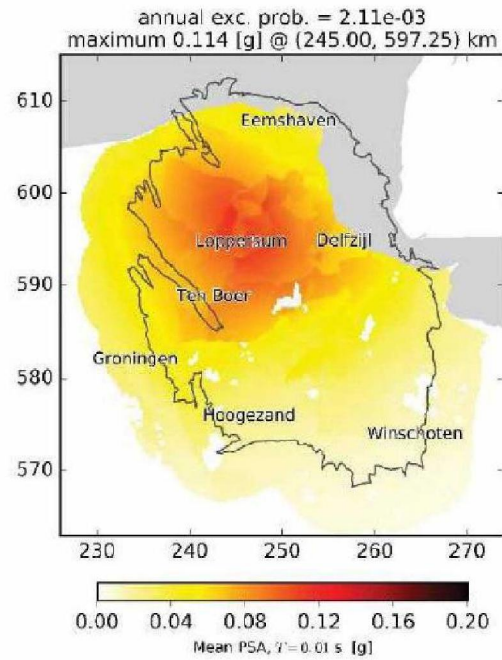 annual exc. prob. = 2.11e-03
maximum 0.114 [g] @ (245.00, 597.25) km
610
Eemshaven
600
Loppersum Delfzijl
590
Ten Boer
Groningen
580
Hoogezand
Winschoten
570
230 240 250 260 270
0.00 0.04 0.08 0.12 0.16 0.20
Mean PSA, T = 0.01 s [g]